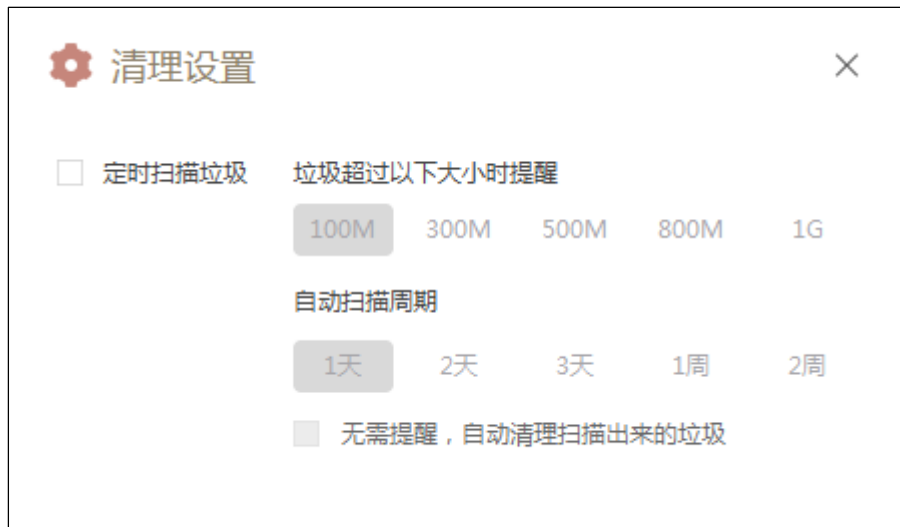 清理设置
定时扫描垃圾 垃圾超过以下大小时提醒
100M 300M 500M 800M 1G
自动扫描周期
1天 2天 3天 1周 2周
无需提醒，自动清理扫描出来的垃圾